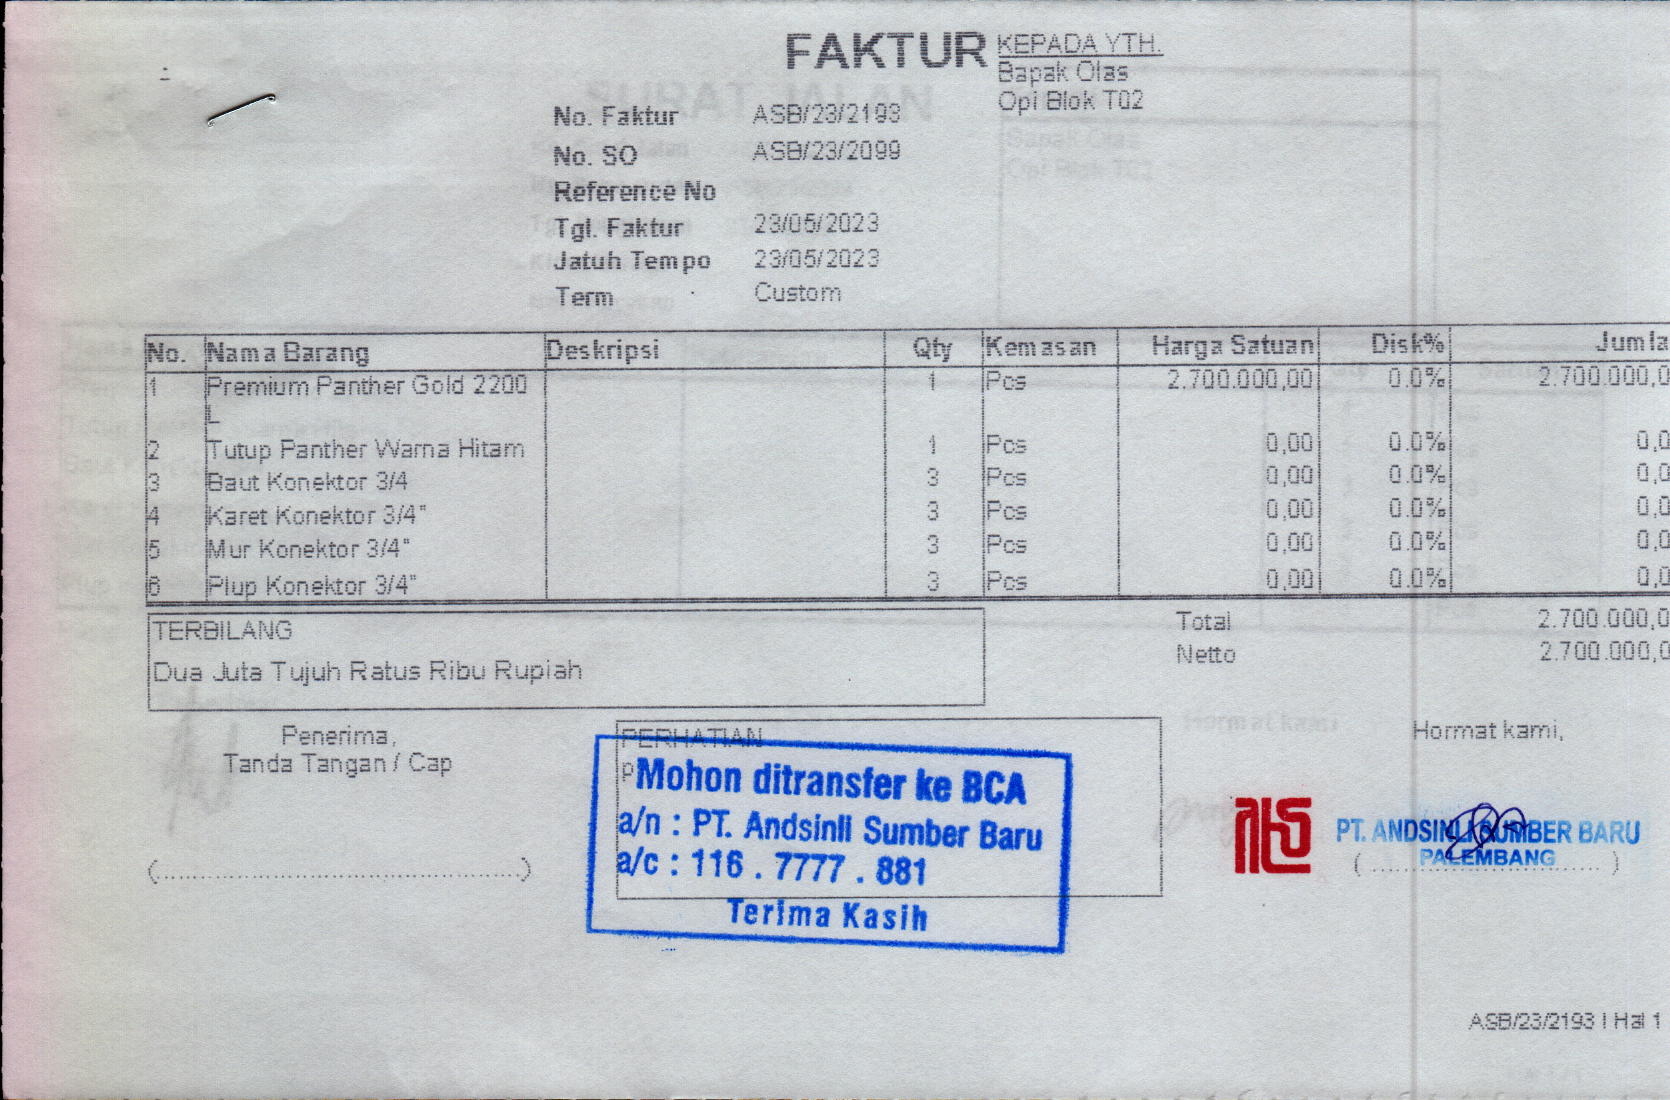 FAKTUR
KEPADA YTH.
Bapak Olas
Opi Blok T02
No. Faktur ASB/23/2193
No. SO ASB/23/2099
Reference No
Tgl. Faktur 23/05/2023
Jatuh Tempo 23/05/2023
Term Custom
No. Nama Barang Deskripsi Qty Kemasan Harga Satuan Disk% Jumla
1 Premium Panther Gold 2200 1 Pcs 2.700.000,00 0.0% 2.700.000,0
L
2 Tutup Panther Warna Hitam 1 Pcs 0,00 0.0% 0,0
3 Baut Konektor 3/4 3 Pcs 0,00 0.0% 0,0
4 Karet Konektor 3/4" 3 Pcs 0,00 0.0% 0,0
5 Mur Konektor 3/4" 3 Pcs 0,00 0.0% 0,0
6 Plup Konektor 3/4" 3 Pcs 0,00 0.0% 0,0
TERBILANG
Dua Juta Tujuh Ratus Ribu Rupiah
Total 2.700.000,0
Netto 2.700.000,0
Penerima,
Tanda Tangan / Cap
(....................................................)
PERHATIAN
Mohon ditransfer ke BCA
a/n : PT. Andsinli Sumber Baru
a/c : 116 . 7777 . 881
Terima Kasih
Hormat kami,
PT. ANDSINLI SUMBER BARU
PALEMBANG
(................................)
ASB/23/2193 | Hal 1